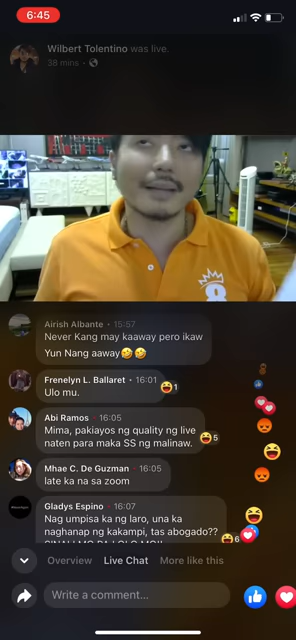 6:45
Wilbert Tolentino was live.
38 mins ·
8
Airish Albante · 15:57
Never Kang may kaaway pero ikaw
Yun Nang aaway🤣🤣
Frenelyn L. Ballaret · 16:01
Ulo mu.
1
Abi Ramos · 16:05
Mima, pakiayos ng quality ng live
naten para maka SS ng malinaw.
5
Mhae C. De Guzman · 16:05
late ka na sa zoom
Gladys Espino · 16:07
Nag umpisa ka ng laro, una ka
naghanap ng kakampi, tas abogado??
6
Overview Live Chat More like this
Write a comment...